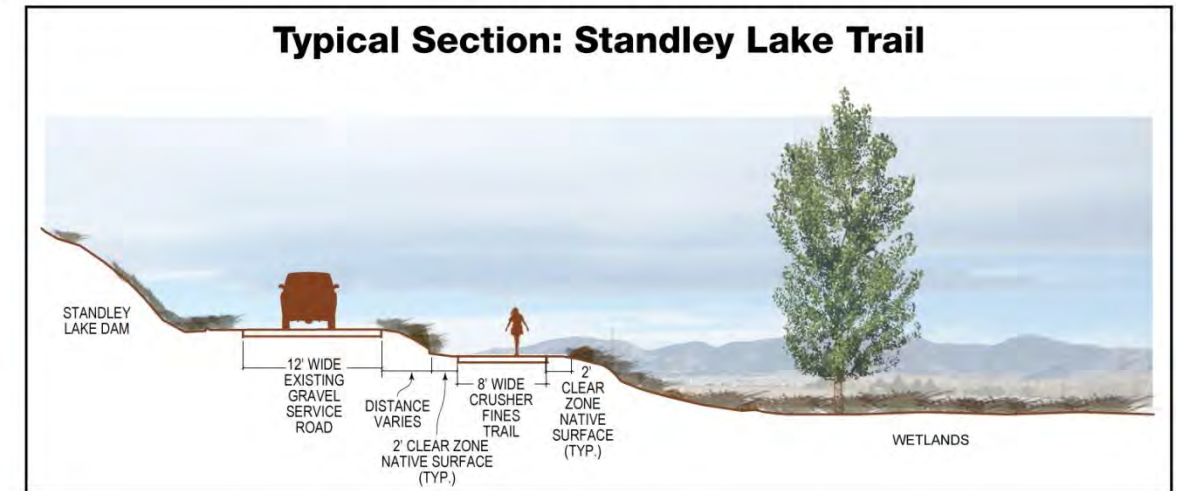 Typical Section: Standley Lake Trail
STANDLEY
LAKE DAM
12' WIDE
EXISTING
GRAVEL
SERVICE
ROAD
DISTANCE
VARIES
2' CLEAR ZONE
NATIVE SURFACE
(TYP.)
8' WIDE
CRUSHER
FINES
TRAIL
2'
CLEAR
ZONE
NATIVE
SURFACE
(TYP.)
WETLANDS